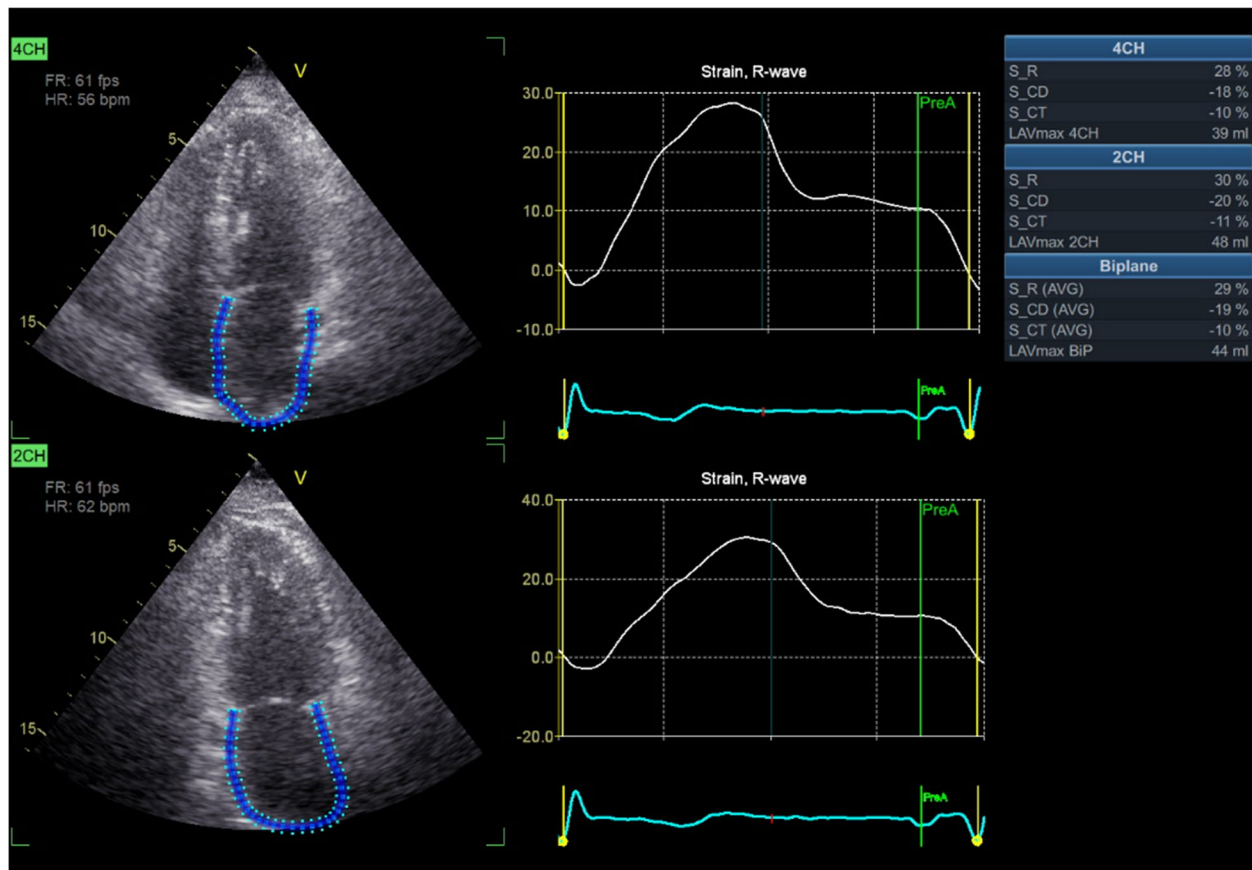 4CH
FR: 61 fps
HR: 56 bpm
V
5
10
15
Strain, R-wave
30.0
20.0
10.0
0.0
-10.0
PreA
PreA
2CH
FR: 61 fps
HR: 62 bpm
V
5
10
15
Strain, R-wave
40.0
20.0
0.0
-20.0
PreA
PreA
4CH
S_R 28 %
S_CD -18 %
S_CT -10 %
LAVmax 4CH 39 ml
2CH
S_R 30 %
S_CD -20 %
S_CT -11 %
LAVmax 2CH 48 ml
Biplane
S_R (AVG) 29 %
S_CD (AVG) -19 %
S_CT (AVG) -10 %
LAVmax BiP 44 ml